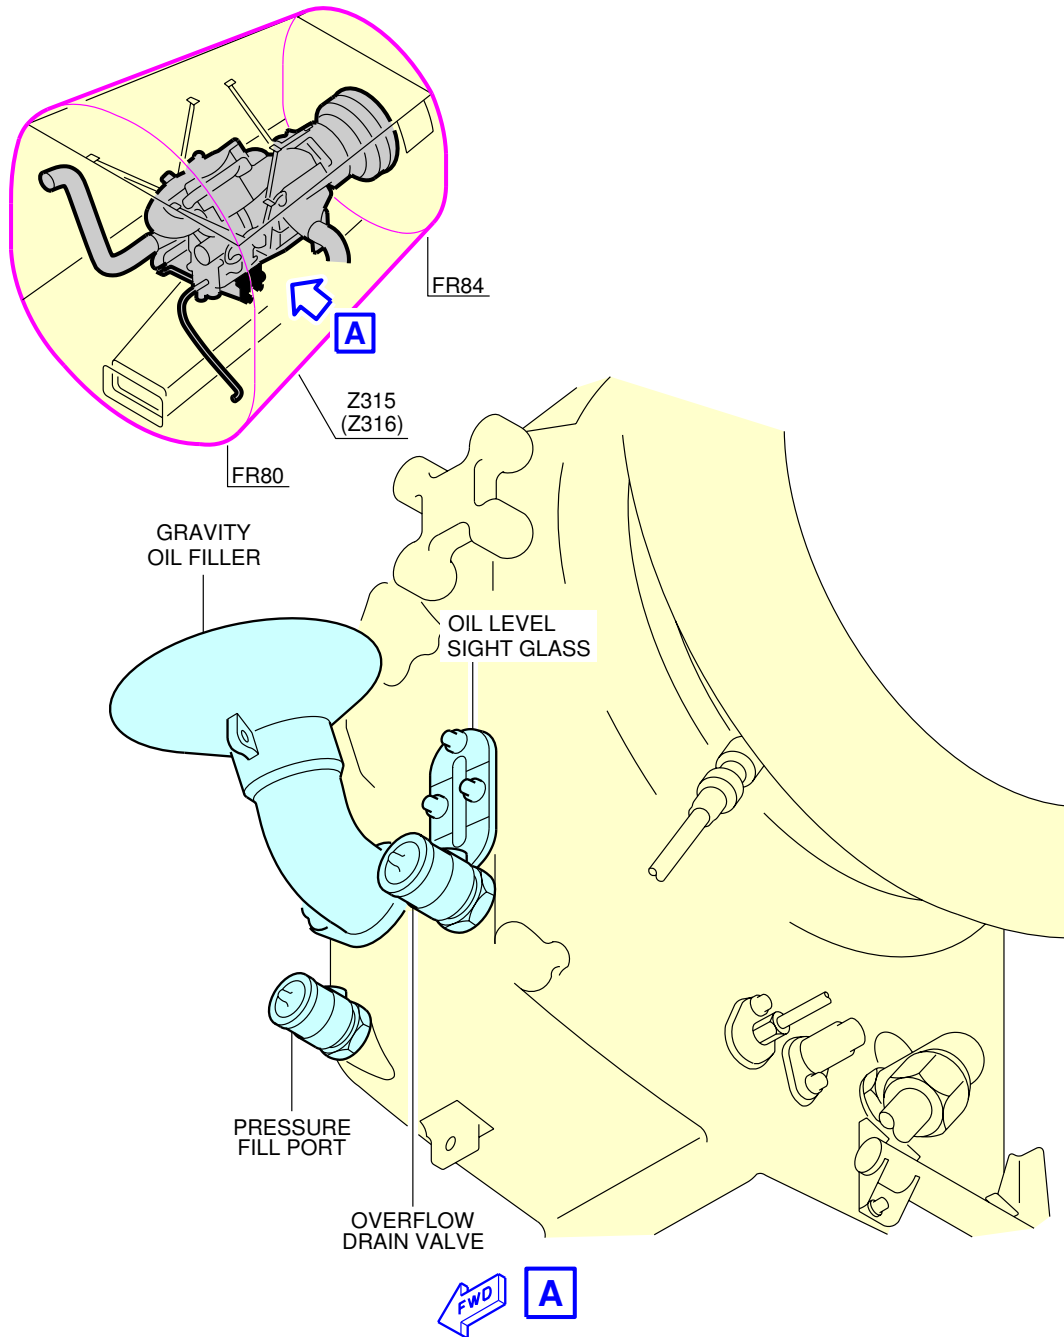 FR84
A
Z315
(Z316)
FR80
GRAVITY
OIL FILLER
OIL LEVEL
SIGHT GLASS
PRESSURE
FILL PORT
OVERFLOW
DRAIN VALVE
FWD
A